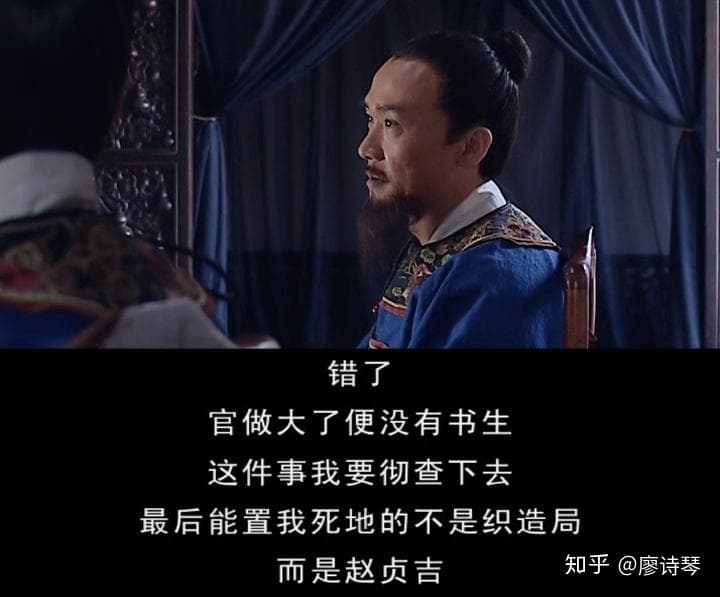 错了
官做大了便没有书生
这件事我要彻查下去
最后能置我死地的不是织造局
而是赵贞吉
知乎 @廖诗琴